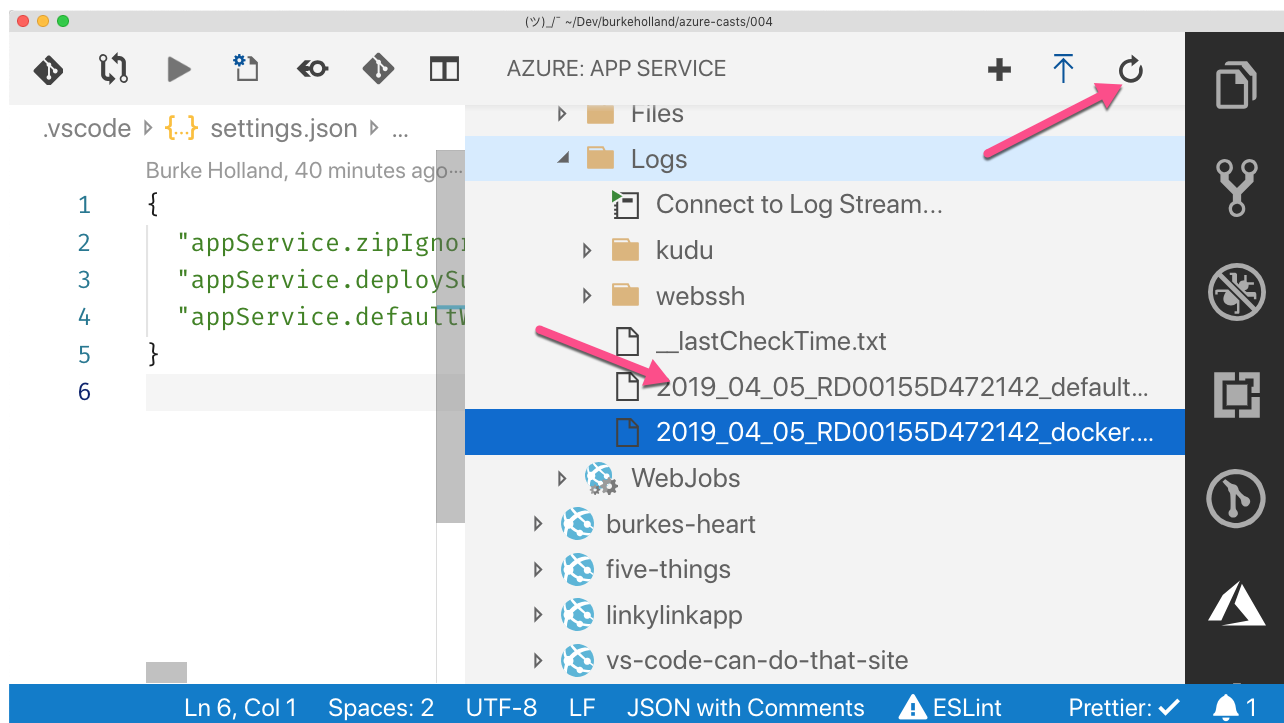 (ツ)_/¯ ~/Dev/burkeholland/azure-casts/004
AZURE: APP SERVICE
.vscode {...} settings.json ...
Burke Holland, 40 minutes ago...
1 {
2 "appService.zipIgnor
3 "appService.deploySu
4 "appService.defaultW
5 }
6
Files
Logs
Connect to Log Stream...
kudu
webssh
__lastCheckTime.txt
2019_04_05_RD00155D472142_default...
2019_04_05_RD00155D472142_docker....
WebJobs
burkes-heart
five-things
linkylinkapp
vs-code-can-do-that-site
Ln 6, Col 1 Spaces: 2 UTF-8 LF JSON with Comments ESLint Prettier: ✓ 1